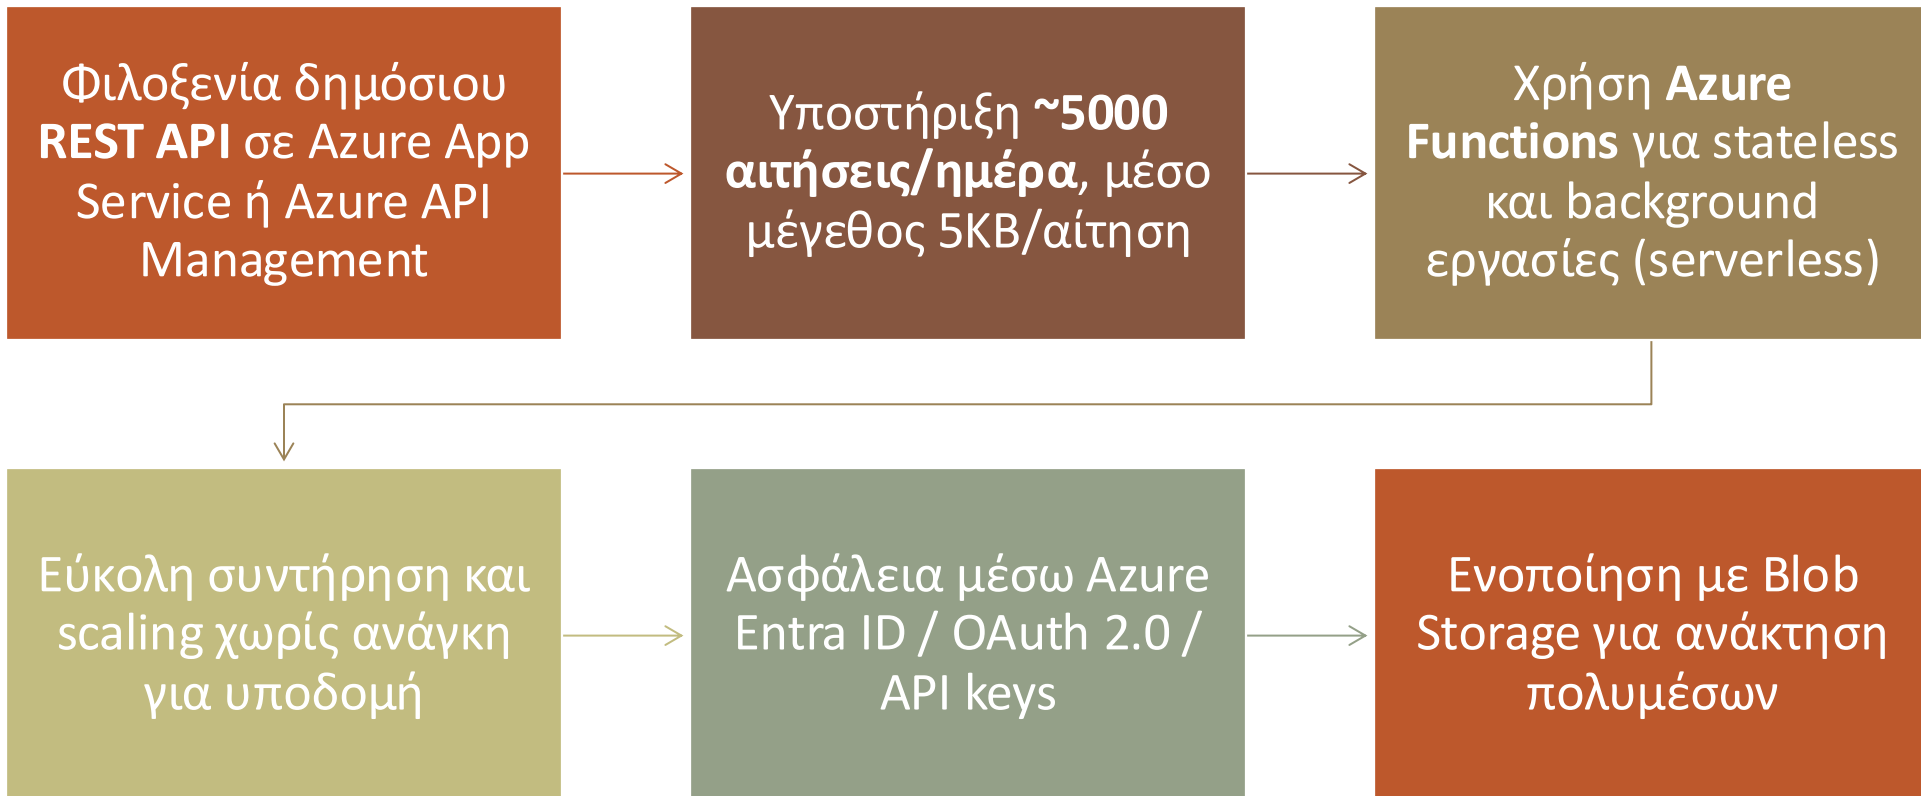 Φιλοξενία δημόσιου
REST API σε Azure App
Service ή Azure API
Management
Υποστήριξη ~5000
αιτήσεις/ημέρα, μέσο
μέγεθος 5KB/αίτηση
Χρήση Azure
Functions για stateless
και background
εργασίες (serverless)
Εύκολη συντήρηση και
scaling χωρίς ανάγκη
για υποδομή
Ασφάλεια μέσω Azure
Entra ID / OAuth 2.0 /
API keys
Ενοποίηση με Blob
Storage για ανάκτηση
πολυμέσων